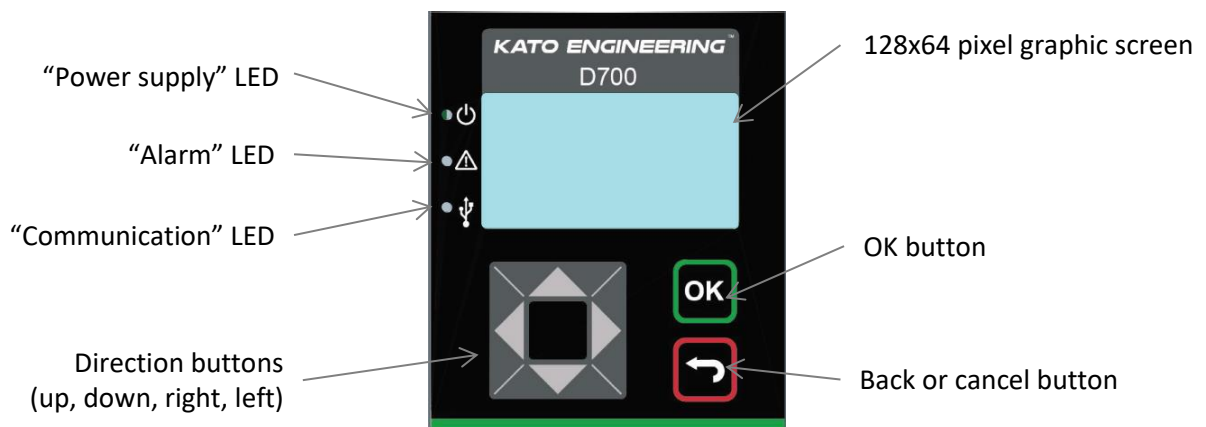 KATO ENGINEERING™
D700
“Power supply” LED
“Alarm” LED
“Communication” LED
Direction buttons
(up, down, right, left)
128x64 pixel graphic screen
OK button
OK
Back or cancel button